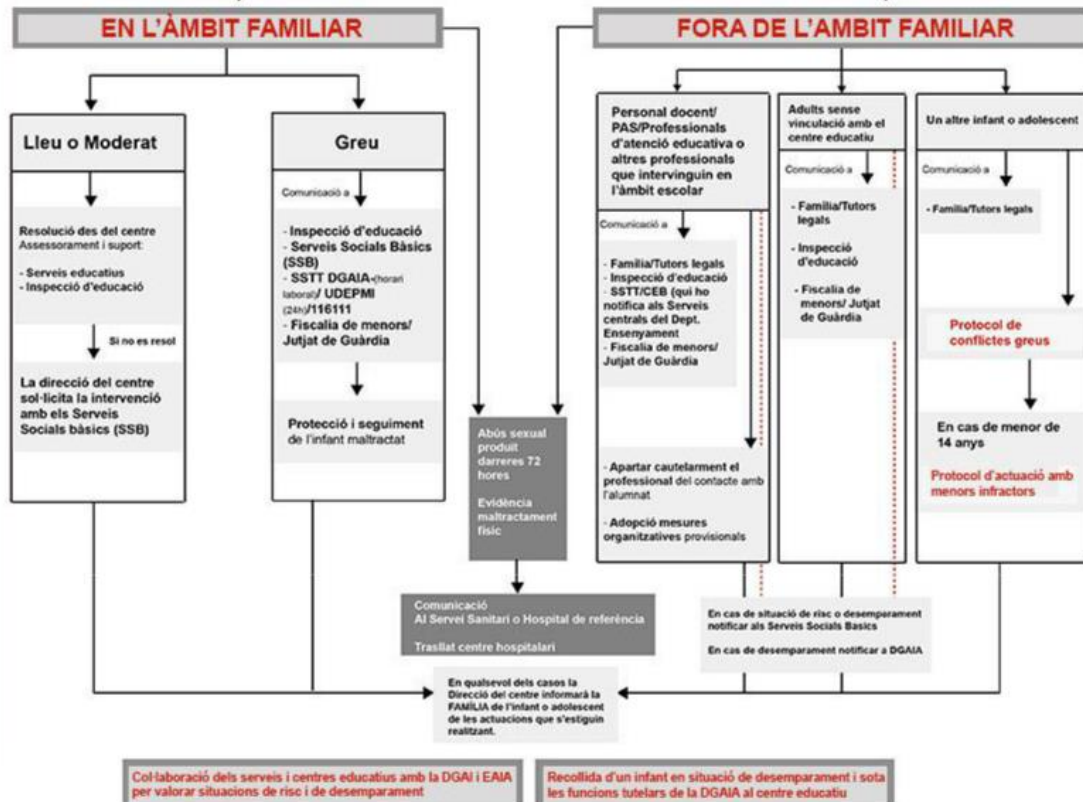 EN L'ÀMBIT FAMILIAR
Lleu o Moderat
Resolució des del centre
Assessorament i suport:
- Serveis educatius
- Inspecció d'educació
Si no es resol
La direcció del centre
sol·licita la intervenció
amb els Serveis
Socials bàsics (SSB)
Greu
Comunicació a
- Inspecció d'educació
- Serveis Socials Bàsics
(SSB)
- SSTT DGAIA-(horari
laboral)/ UDEPMI
(24h)/116111
- Fiscalia de menors/
Jutjat de Guàrdia
Protecció i seguiment
de l'infant maltractat
Abús sexual
produït
darreres 72
hores
Evidència
maltractament
físic
Comunicació
Al Servei Sanitari o Hospital de referència
Trasllat centre hospitalari
FORA DE L'AMBIT FAMILIAR
Personal docent/
PAS/Professionals
d'atenció educativa o
altres professionals
que intervinguin en
l'àmbit escolar
Comunicació a
- Família/Tutors legals
- Inspecció d'educació
- SSTT/CEB (qui ho
notifica als Serveis
centrals del Dept.
Ensenyament
- Fiscalia de menors/
Jutjat de Guàrdia
- Apartar cautelarment el
professional del contacte amb
l'alumnat
- Adopció mesures
organitzatives provisionals
Adults sense
vinculació amb el
centre educatiu
Comunicació a
- Família/Tutors
legals
- Inspecció
d'educació
- Fiscalia de
menors/ Jutjat
de Guàrdia
Un altre infant o adolescent
Comunicació a
- Família/Tutors legals
Protocol de
conflictes greus
En cas de menor de
14 anys
Protocol d'actuació amb
menors infractors
En cas de situació de risc o desemparament
notificar als Serveis Socials Basics
En cas de desemparament notificar a DGAIA
En qualsevol dels casos la
Direcció del centre informarà la
FAMÍLIA de l'infant o adolescent
de les actuacions que s'estiguin
realitzant.
Col·laboració dels serveis i centres educatius amb la DGAI i EAIA
per valorar situacions de risc i de desemparament
Recollida d'un infant en situació de desemparament i sota
les funcions tutelars de la DGAIA al centre educatiu